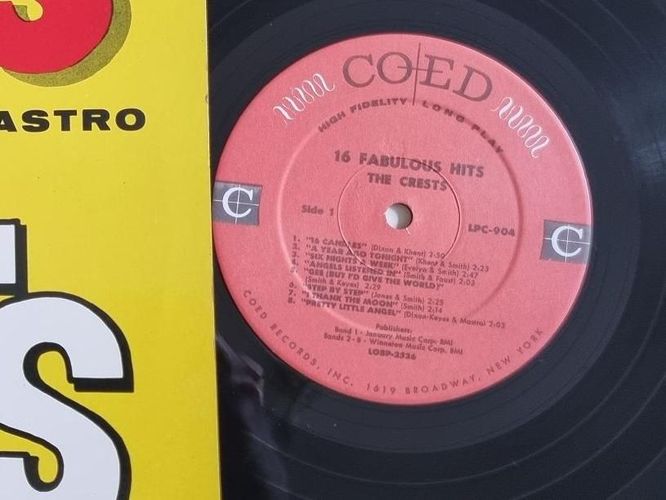 S
ASTRO
S
COED
HIGH FIDELITY LONG PLAY
16 FABULOUS HITS
THE CRESTS
Side 1
LPC-904
C
C
1. "16 CANDLES" (Dixon & Khent) 2:50
2. "A YEAR AGO TONIGHT" (Khent & Smith) 2:23
3. "SIX NIGHTS A WEEK" (Evelyn & Smith) 2:47
4. "ANGELS LISTENED IN" (Smith & Faust) 2:03
5. "GEE (BUT I'D GIVE THE WORLD)"
(Smith & Keyes) 2:29
6. "STEP BY STEP" (Jones & Smith) 2:25
7. "I THANK THE MOON" (Smith) 2:14
8. "PRETTY LITTLE ANGEL" (Dixon-Keyes & Mastro) 2:03
Publishers:
Band 1 - January Music Corp. BMI
Bands 2 - 8 - Winneton Music Corp. BMI
LOBP-2526
COED RECORDS, INC. 1619 BROADWAY, NEW YORK